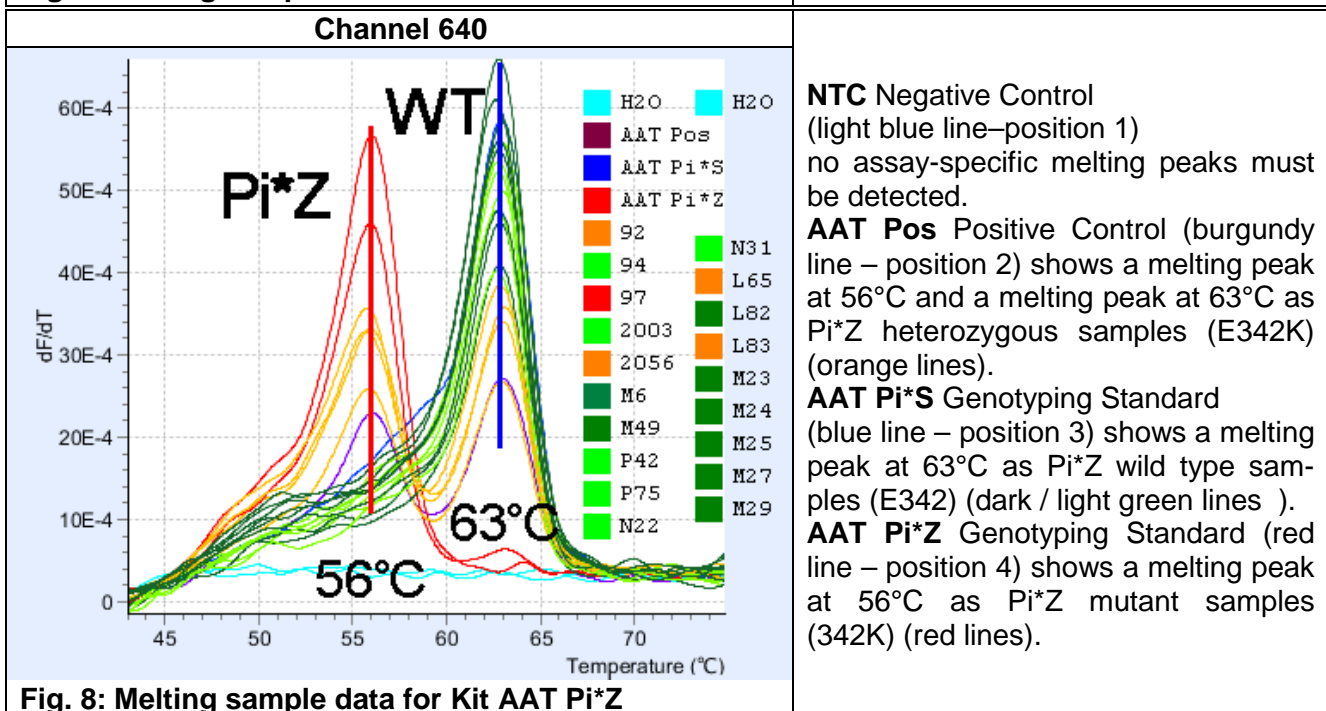 Channel 640
60E-4
50E-4
40E-4
30E-4
20E-4
10E-4
0
dF/dT
45
50
55
60
65
70
Temperature (°C)
Pi*Z
WT
56°C
63°C
H2O
AAT Pos
AAT Pi*S
AAT Pi*Z
92
94
97
2003
2056
M6
M49
P42
P75
N22
H2O
N31
L65
L82
L83
M23
M24
M25
M27
M29
Fig. 8: Melting sample data for Kit AAT Pi*Z
NTC Negative Control
(light blue line–position 1)
no assay-specific melting peaks must
be detected.
AAT Pos Positive Control (burgundy
line – position 2) shows a melting peak
at 56°C and a melting peak at 63°C as
Pi*Z heterozygous samples (E342K)
(orange lines).
AAT Pi*S Genotyping Standard
(blue line – position 3) shows a melting
peak at 63°C as Pi*Z wild type sam-
ples (E342) (dark / light green lines ).
AAT Pi*Z Genotyping Standard (red
line – position 4) shows a melting peak
at 56°C as Pi*Z mutant samples
(342K) (red lines).